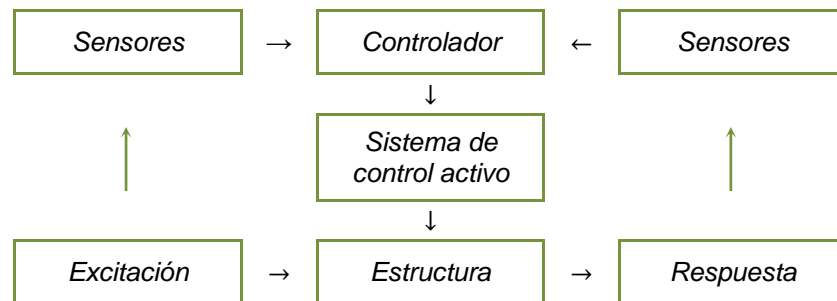 Sensores → Controlador ← Sensores
↓
Sistema de
control activo
↓
Excitación → Estructura → Respuesta